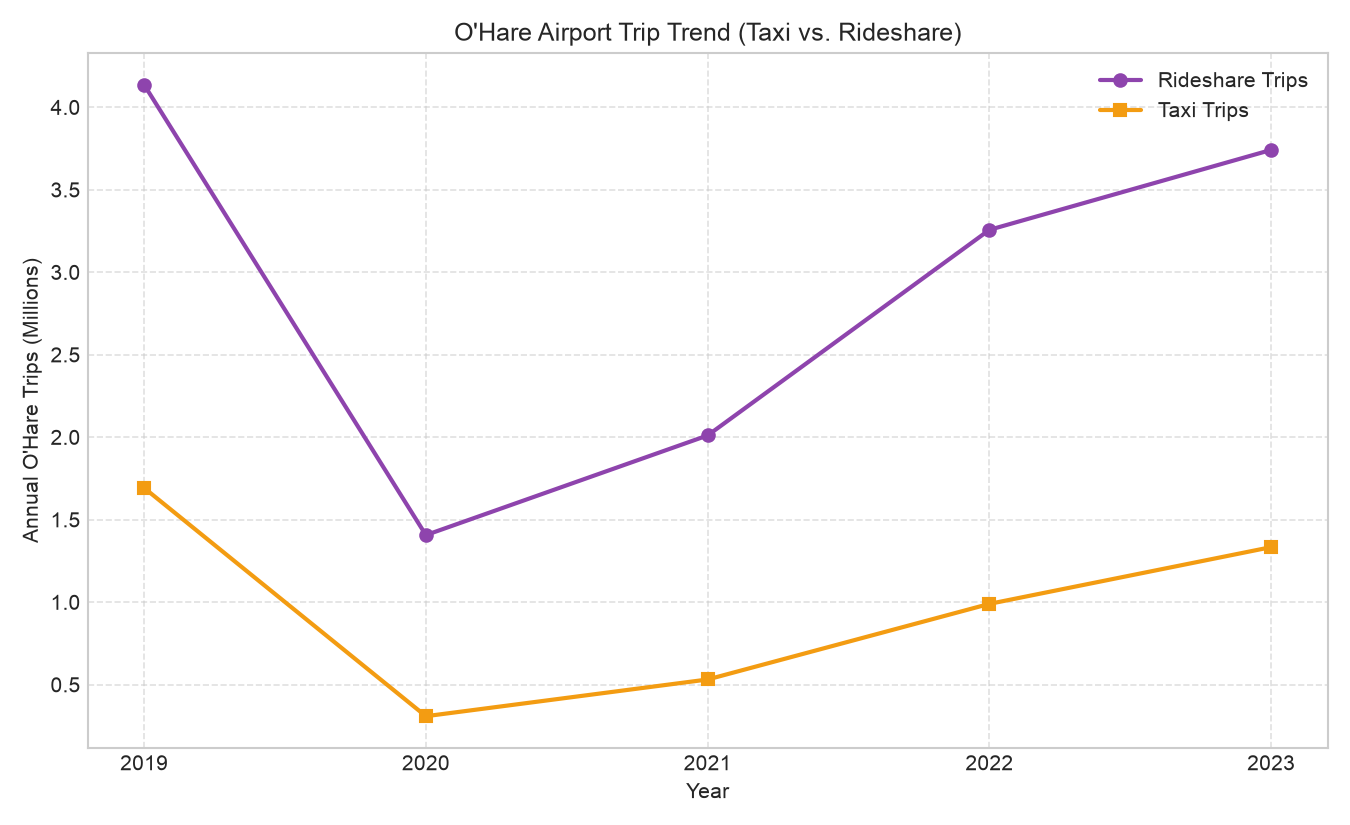 O'Hare Airport Trip Trend (Taxi vs. Rideshare)
Rideshare Trips
Taxi Trips
Annual O'Hare Trips (Millions)
4.0
3.5
3.0
2.5
2.0
1.5
1.0
0.5
2019 2020 2021 2022 2023
Year